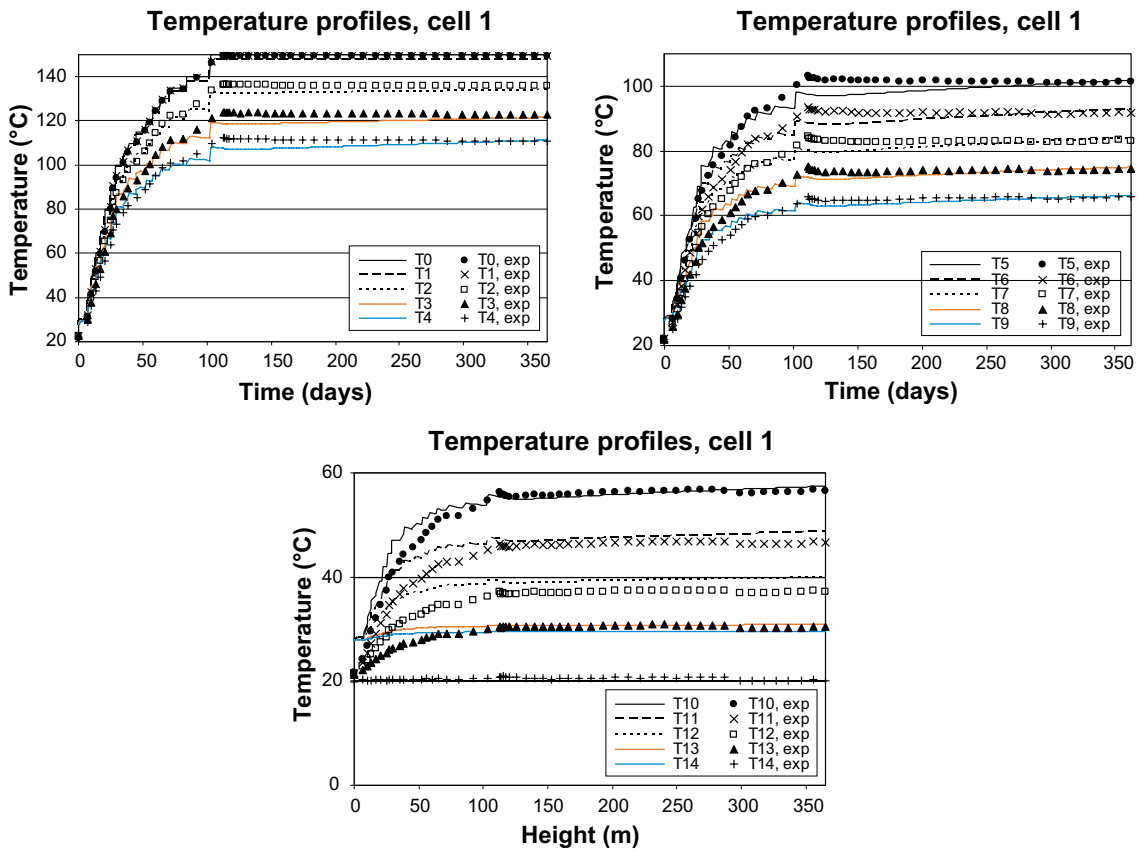 Temperature profiles, cell 1
Temperature (°C)
140
120
100
80
60
40
20
0 50 100 150 200 250 300 350
Time (days)
T0 T0, exp
T1 T1, exp
T2 T2, exp
T3 T3, exp
T4 T4, exp
Temperature profiles, cell 1
Temperature (°C)
100
80
60
40
20
0 50 100 150 200 250 300 350
Time (days)
T5 T5, exp
T6 T6, exp
T7 T7, exp
T8 T8, exp
T9 T9, exp
Temperature profiles, cell 1
Temperature (°C)
60
40
20
0
0 50 100 150 200 250 300 350
Height (m)
T10 T10, exp
T11 T11, exp
T12 T12, exp
T13 T13, exp
T14 T14, exp